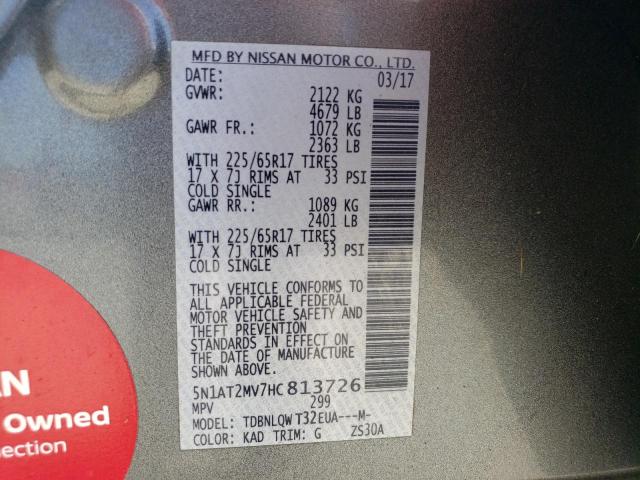 MFD BY NISSAN MOTOR CO., LTD.
DATE: 03/17
GVWR: 2122 KG
4679 LB
GAWR FR.: 1072 KG
2363 LB
WITH 225/65R17 TIRES
17 X 7J RIMS AT 33 PSI
COLD SINGLE
GAWR RR.: 1089 KG
2401 LB
WITH 225/65R17 TIRES
17 X 7J RIMS AT 33 PSI
COLD SINGLE
THIS VEHICLE CONFORMS TO
ALL APPLICABLE FEDERAL
MOTOR VEHICLE SAFETY AND
THEFT PREVENTION
STANDARDS IN EFFECT ON
THE DATE OF MANUFACTURE
SHOWN ABOVE.
5N1AT2MV7HC813726
MPV 299
MODEL: TDBNLQW T32EUA---M-
COLOR: KAD TRIM: G ZS30A
AN
Owned
ection